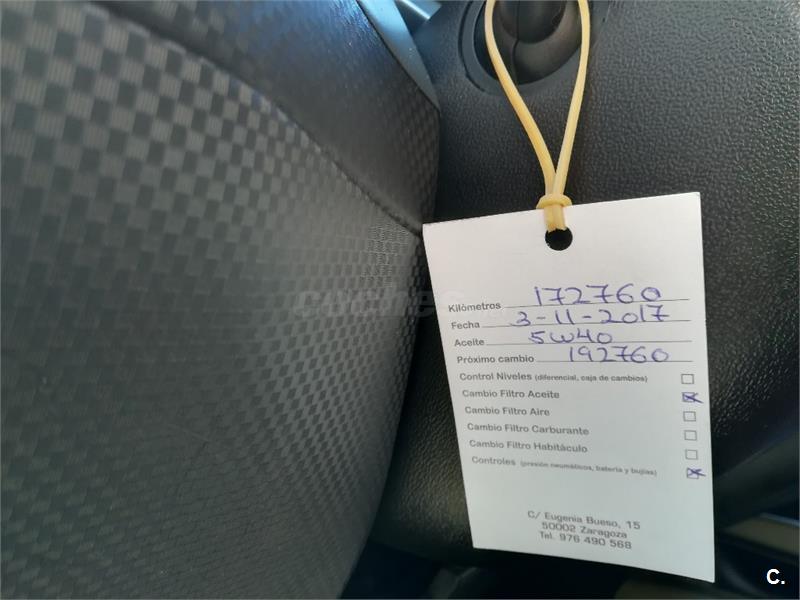 Kilómetros 172760
Fecha 3-11-2017
Aceite 5W40
Próximo cambio 192760
Control Niveles (diferencial, caja de cambios)
Cambio Filtro Aceite
Cambio Filtro Aire
Cambio Filtro Carburante
Cambio Filtro Habitáculo
Controles (presión neumáticos, batería y bujías)
C/ Eugenia Bueso, 15
50002 Zaragoza
Tel. 976 490 568
C.